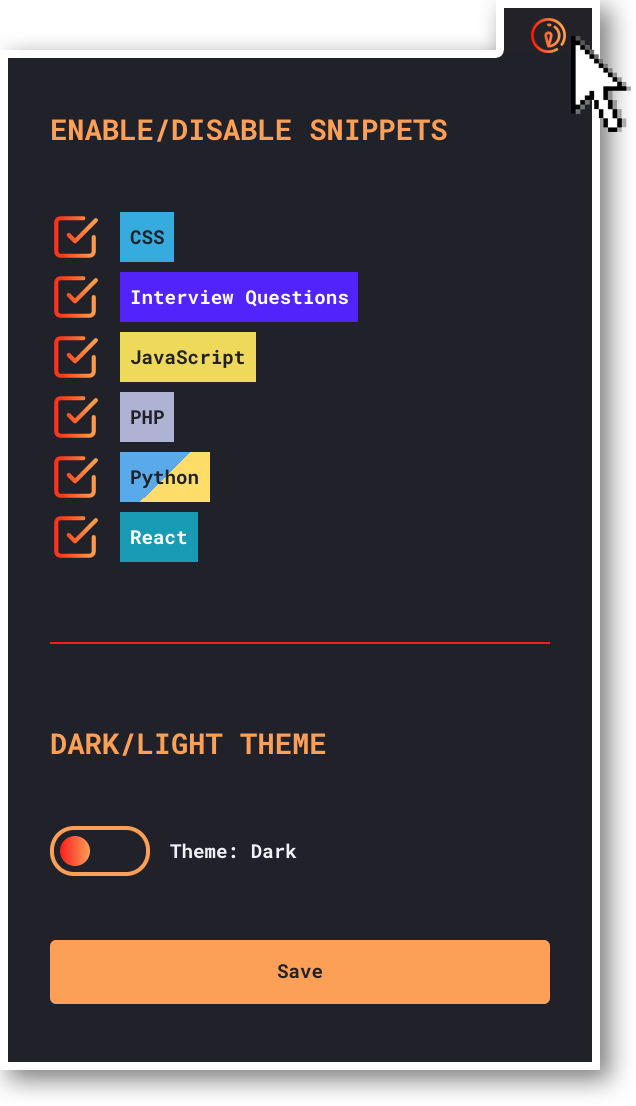 ENABLE/DISABLE SNIPPETS
CSS
Interview Questions
JavaScript
PHP
Python
React
DARK/LIGHT THEME
Theme: Dark
Save